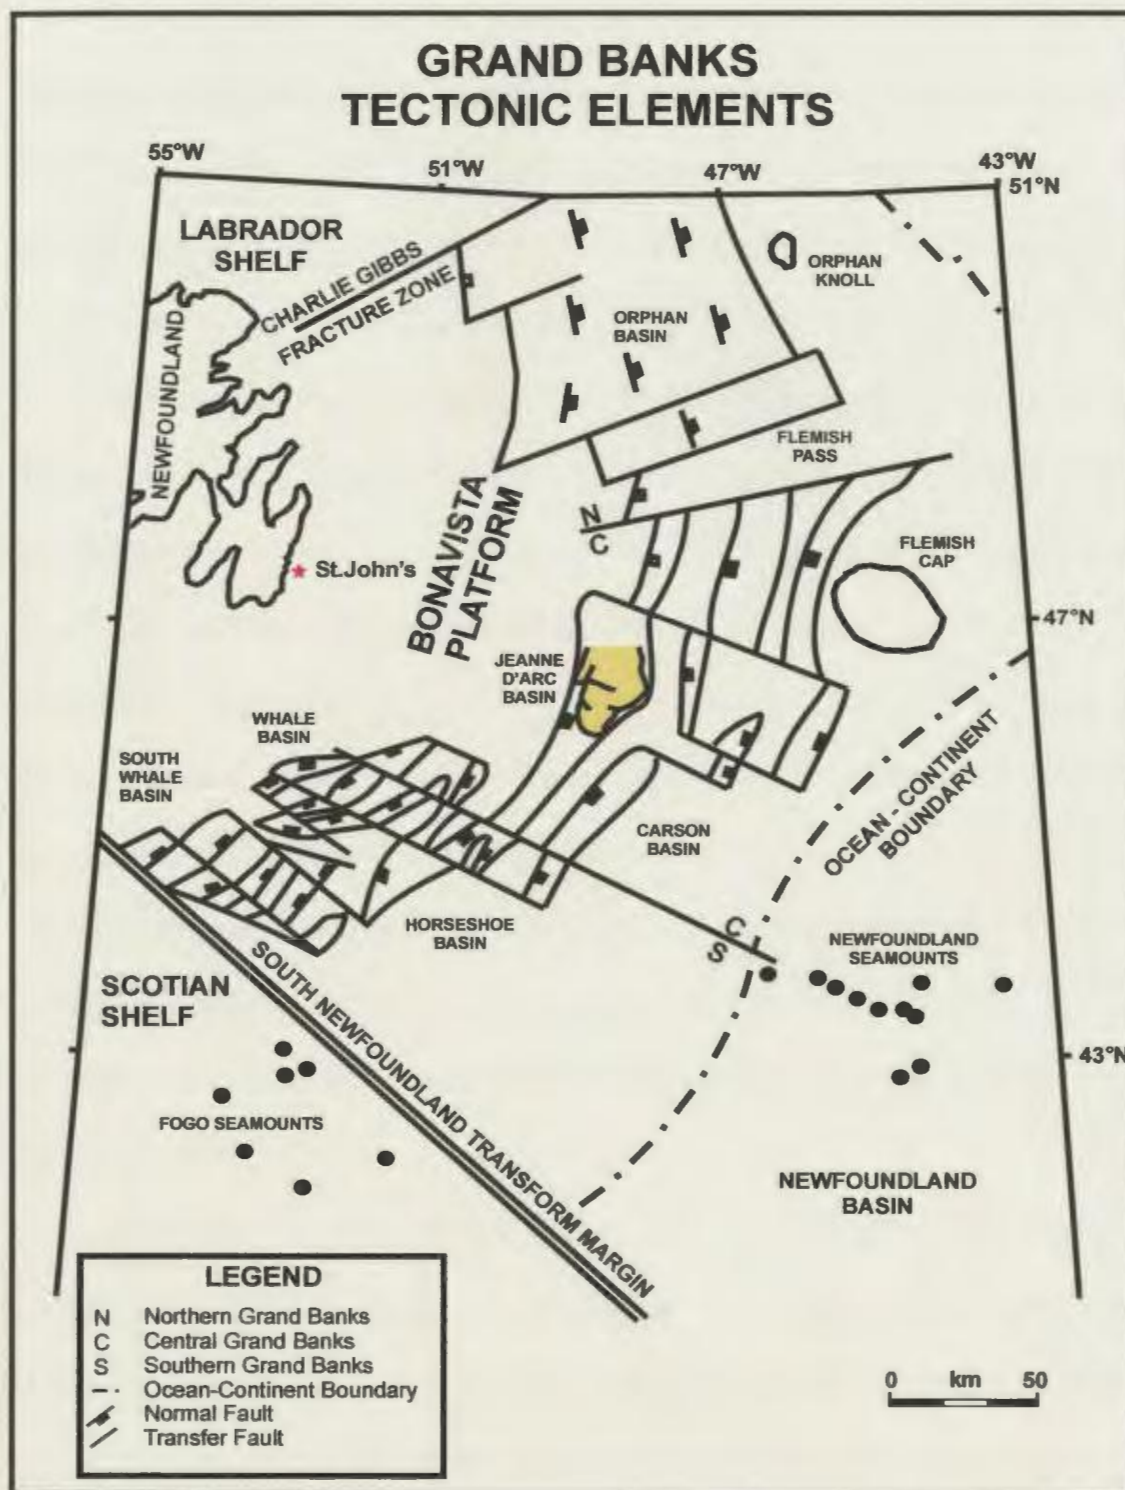 GRAND BANKS
TECTONIC ELEMENTS
55°W
51°W
47°W
43°W
51°N
LABRADOR
SHELF
CHARLIE GIBBS
FRACTURE ZONE
ORPHAN
KNOLL
ORPHAN
BASIN
NEWFOUNDLAND
FLEMISH
PASS
BONAVISTA
PLATFORM
N
C
FLEMISH
CAP
St.John's
47°N
JEANNE
D'ARC
BASIN
WHALE
BASIN
SOUTH
WHALE
BASIN
OCEAN - CONTINENT
BOUNDARY
CARSON
BASIN
HORSESHOE
BASIN
C
S
NEWFOUNDLAND
SEAMOUNTS
SCOTIAN
SHELF
SOUTH NEWFOUNDLAND TRANSFORM MARGIN
43°N
FOGO SEAMOUNTS
NEWFOUNDLAND
BASIN
LEGEND
N Northern Grand Banks
C Central Grand Banks
S Southern Grand Banks
Ocean-Continent Boundary
Normal Fault
Transfer Fault
0 km 50